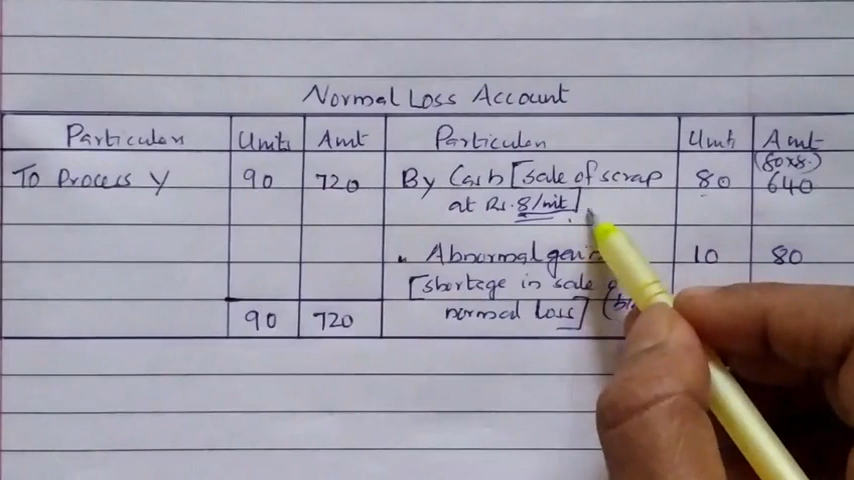 Normal Loss Account
Particulars Units Amt Particulars Units Amt
(80x8)
To Process Y 90 720 By Cash [sale of scrap 80 640
at Rs. 8/unit]
" Abnormal gain 10 80
[shortage in sale
90 720 normal loss]